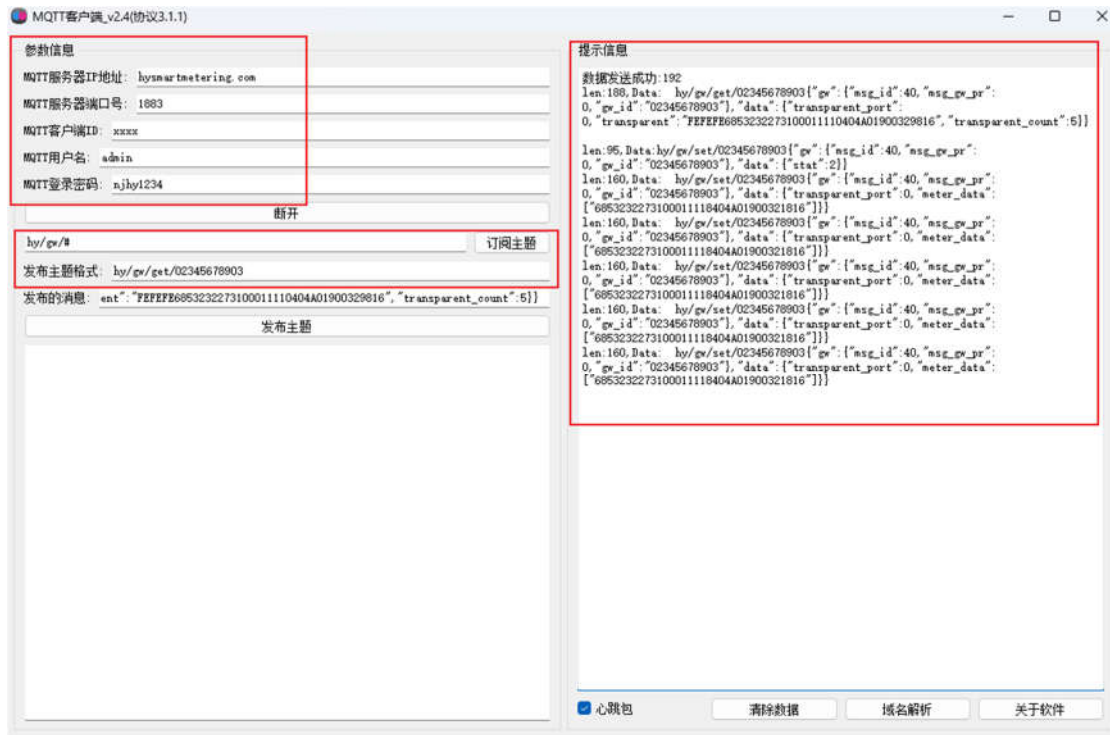 MQTT客户端_v2.4(协议3.1.1)
参数信息
MQTT服务器IP地址: hysmartmetering.com
MQTT服务器端口号: 1883
MQTT客户端ID: xxxx
MQTT用户名: admin
MQTT登录密码: njhy1234
断开
hy/gw/# 订阅主题
发布主题格式: hy/gw/get/02345678903
发布的消息: ent":"FEFEFE6853232273100011110404A01900329816","transparent_count":5}}
发布主题
提示信息
数据发送成功:192
len:188,Data: hy/gw/get/02345678903{"gw":{"msg_id":40,"msg_gw_pr":
0,"gw_id":"02345678903"},"data":{"transparent_port":
0,"transparent":"FEFEFE6853232273100011110404A01900329816","transparent_count":5}}
len:95,Data:hy/gw/set/02345678903{"gw":{"msg_id":40,"msg_gw_pr":
0,"gw_id":"02345678903"},"data":{"stat":2}}
len:160,Data: hy/gw/set/02345678903{"gw":{"msg_id":40,"msg_gw_pr":
0,"gw_id":"02345678903"},"data":{"transparent_port":0,"meter_data":
["6853232273100011118404A01900321816"]}}
len:160,Data: hy/gw/set/02345678903{"gw":{"msg_id":40,"msg_gw_pr":
0,"gw_id":"02345678903"},"data":{"transparent_port":0,"meter_data":
["6853232273100011118404A01900321816"]}}
len:160,Data: hy/gw/set/02345678903{"gw":{"msg_id":40,"msg_gw_pr":
0,"gw_id":"02345678903"},"data":{"transparent_port":0,"meter_data":
["6853232273100011118404A01900321816"]}}
len:160,Data: hy/gw/set/02345678903{"gw":{"msg_id":40,"msg_gw_pr":
0,"gw_id":"02345678903"},"data":{"transparent_port":0,"meter_data":
["6853232273100011118404A01900321816"]}}
len:160,Data: hy/gw/set/02345678903{"gw":{"msg_id":40,"msg_gw_pr":
0,"gw_id":"02345678903"},"data":{"transparent_port":0,"meter_data":
["6853232273100011118404A01900321816"]}}
心跳包 清除数据 域名解析 关于软件